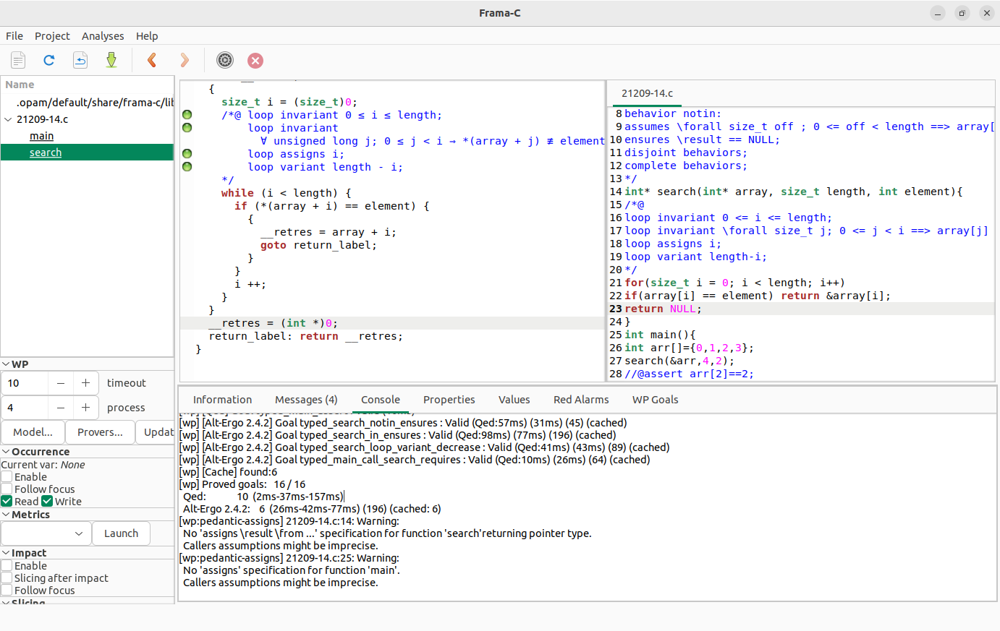 Frama-C
File Project Analyses Help
Name
.opam/default/share/frama-c/lib
21209-14.c
main
search
WP
10 − + timeout
4 − + process
Model... Provers... Updat
Occurrence
Current var: None
Enable
Follow focus
Read Write
Metrics
Launch
Impact
Enable
Slicing after impact
Follow focus
Slicing
{
size_t i = (size_t)0;
/*@ loop invariant 0 ≤ i ≤ length;
loop invariant
∀ unsigned long j; 0 ≤ j < i ⇒ *(array + j) ≢ element
loop assigns i;
loop variant length - i;
*/
while (i < length) {
if (*(array + i) == element) {
{
__retres = array + i;
goto return_label;
}
}
i ++;
}
}
__retres = (int *)0;
return_label: return __retres;
}
21209-14.c
8 behavior notin:
9 assumes \forall size_t off ; 0 <= off < length ==> array[
10 ensures \result == NULL;
11 disjoint behaviors;
12 complete behaviors;
13 */
14 int* search(int* array, size_t length, int element){
15 /*@
16 loop invariant 0 <= i <= length;
17 loop invariant \forall size_t j; 0 <= j < i ==> array[j]
18 loop assigns i;
19 loop variant length-i;
20 */
21 for(size_t i = 0; i < length; i++)
22 if(array[i] == element) return &array[i];
23 return NULL;
24 }
25 int main(){
26 int arr[]={0,1,2,3};
27 search(&arr,4,2);
28 //@assert arr[2]==2;
Information Messages (4) Console Properties Values Red Alarms WP Goals
[wp] [Alt-Ergo 2.4.2] Goal typed_search_notin_ensures : Valid (Qed:57ms) (31ms) (45) (cached)
[wp] [Alt-Ergo 2.4.2] Goal typed_search_in_ensures : Valid (Qed:98ms) (77ms) (196) (cached)
[wp] [Alt-Ergo 2.4.2] Goal typed_search_loop_variant_decrease : Valid (Qed:41ms) (43ms) (89) (cached)
[wp] [Alt-Ergo 2.4.2] Goal typed_main_call_search_requires : Valid (Qed:10ms) (26ms) (64) (cached)
[wp] [Cache] found:6
[wp] Proved goals: 16 / 16
Qed: 10 (2ms-37ms-157ms)
Alt-Ergo 2.4.2: 6 (26ms-42ms-77ms) (196) (cached: 6)
[wp:pedantic-assigns] 21209-14.c:14: Warning:
No 'assigns \result \from ...' specification for function 'search'returning pointer type.
Callers assumptions might be imprecise.
[wp:pedantic-assigns] 21209-14.c:25: Warning:
No 'assigns' specification for function 'main'.
Callers assumptions might be imprecise.